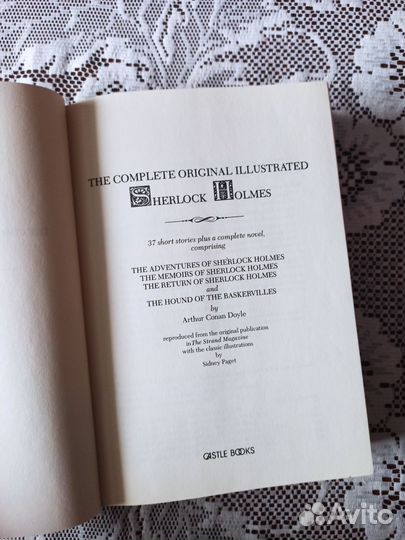 THE COMPLETE ORIGINAL ILLUSTRATED
SHERLOCK HOLMES
37 short stories plus a complete novel,
comprising
THE ADVENTURES OF SHERLOCK HOLMES
THE MEMOIRS OF SHERLOCK HOLMES
THE RETURN OF SHERLOCK HOLMES
and
THE HOUND OF THE BASKERVILLES
by
Arthur Conan Doyle
reproduced from the original publication
in The Strand Magazine
with the classic Illustrations
by
Sidney Paget
CASTLE BOOKS
Avito